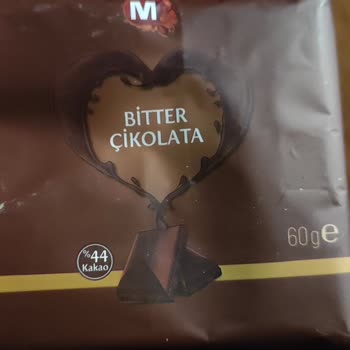 M
BİTTER
ÇİKOLATA
60g℮
%44
Kakao